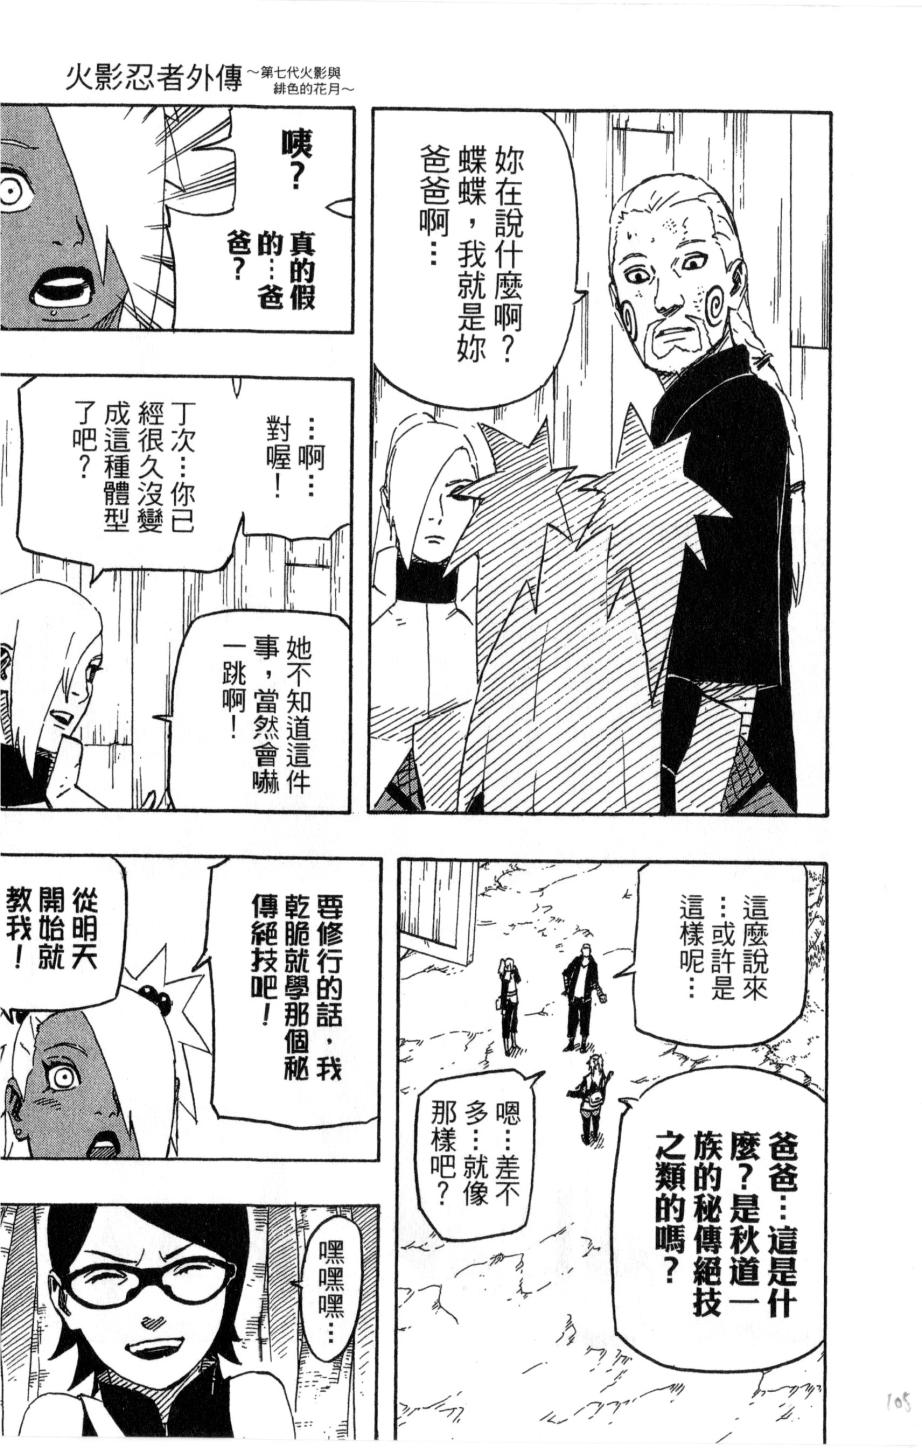 火影忍者外傳
～第七代火影與
緋色的花月～
妳在說什麼啊？
蝶蝶，我就是妳
爸爸啊…
咦？
真的假
的…爸
爸？
…啊…
對喔！
丁次…你已
經很久沒變
成這種體型
了吧？
她不知道這件
事，當然會嚇
一跳啊！
這麼說來
…或許是
這樣呢…
爸爸…這是什
麼？是秋道一
族的秘傳絕技
之類的嗎？
嗯…差不
多…就像
那樣吧？
要修行的話，我
乾脆就學那個秘
傳絕技吧！
從明天
開始就
教我！
嘿嘿嘿…
105